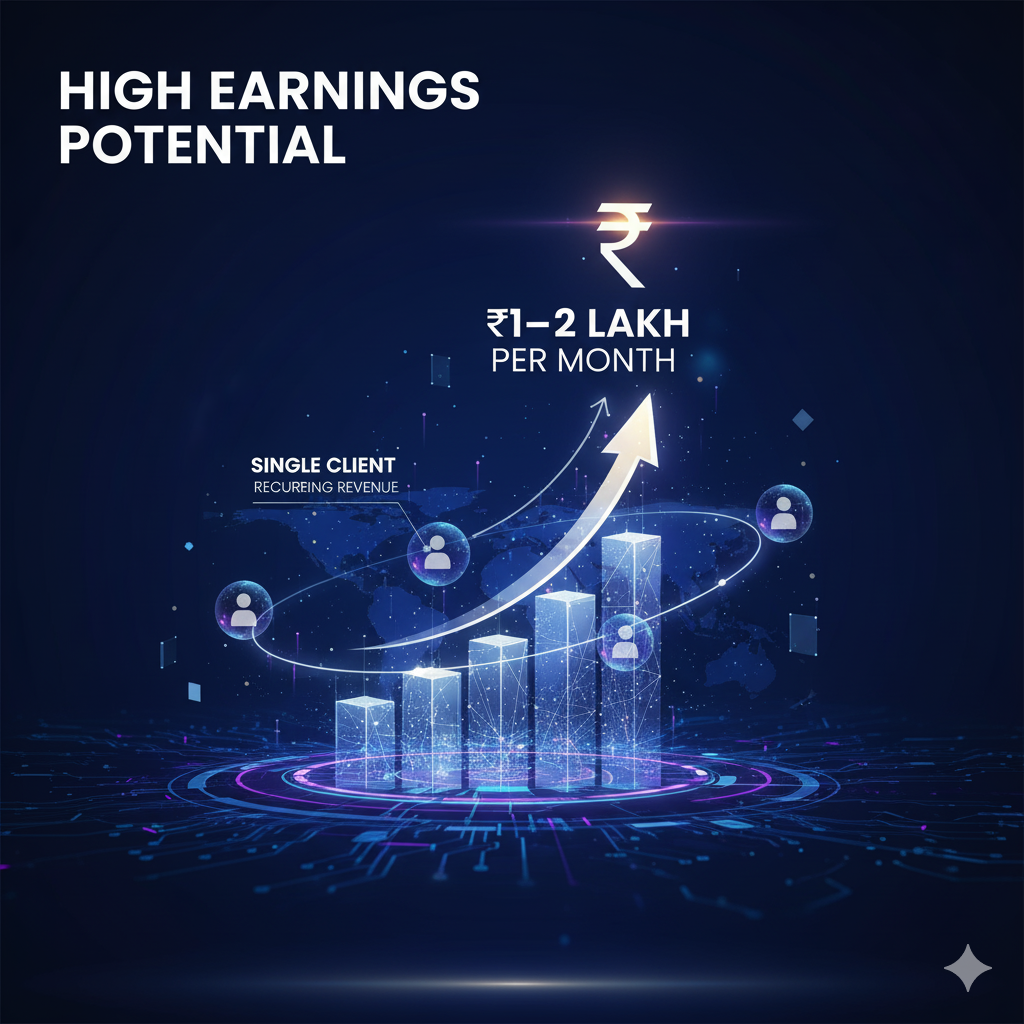 HIGH EARNINGS
POTENTIAL
₹
₹1–2 LAKH
PER MONTH
SINGLE CLIENT
RECUREING REVENUE